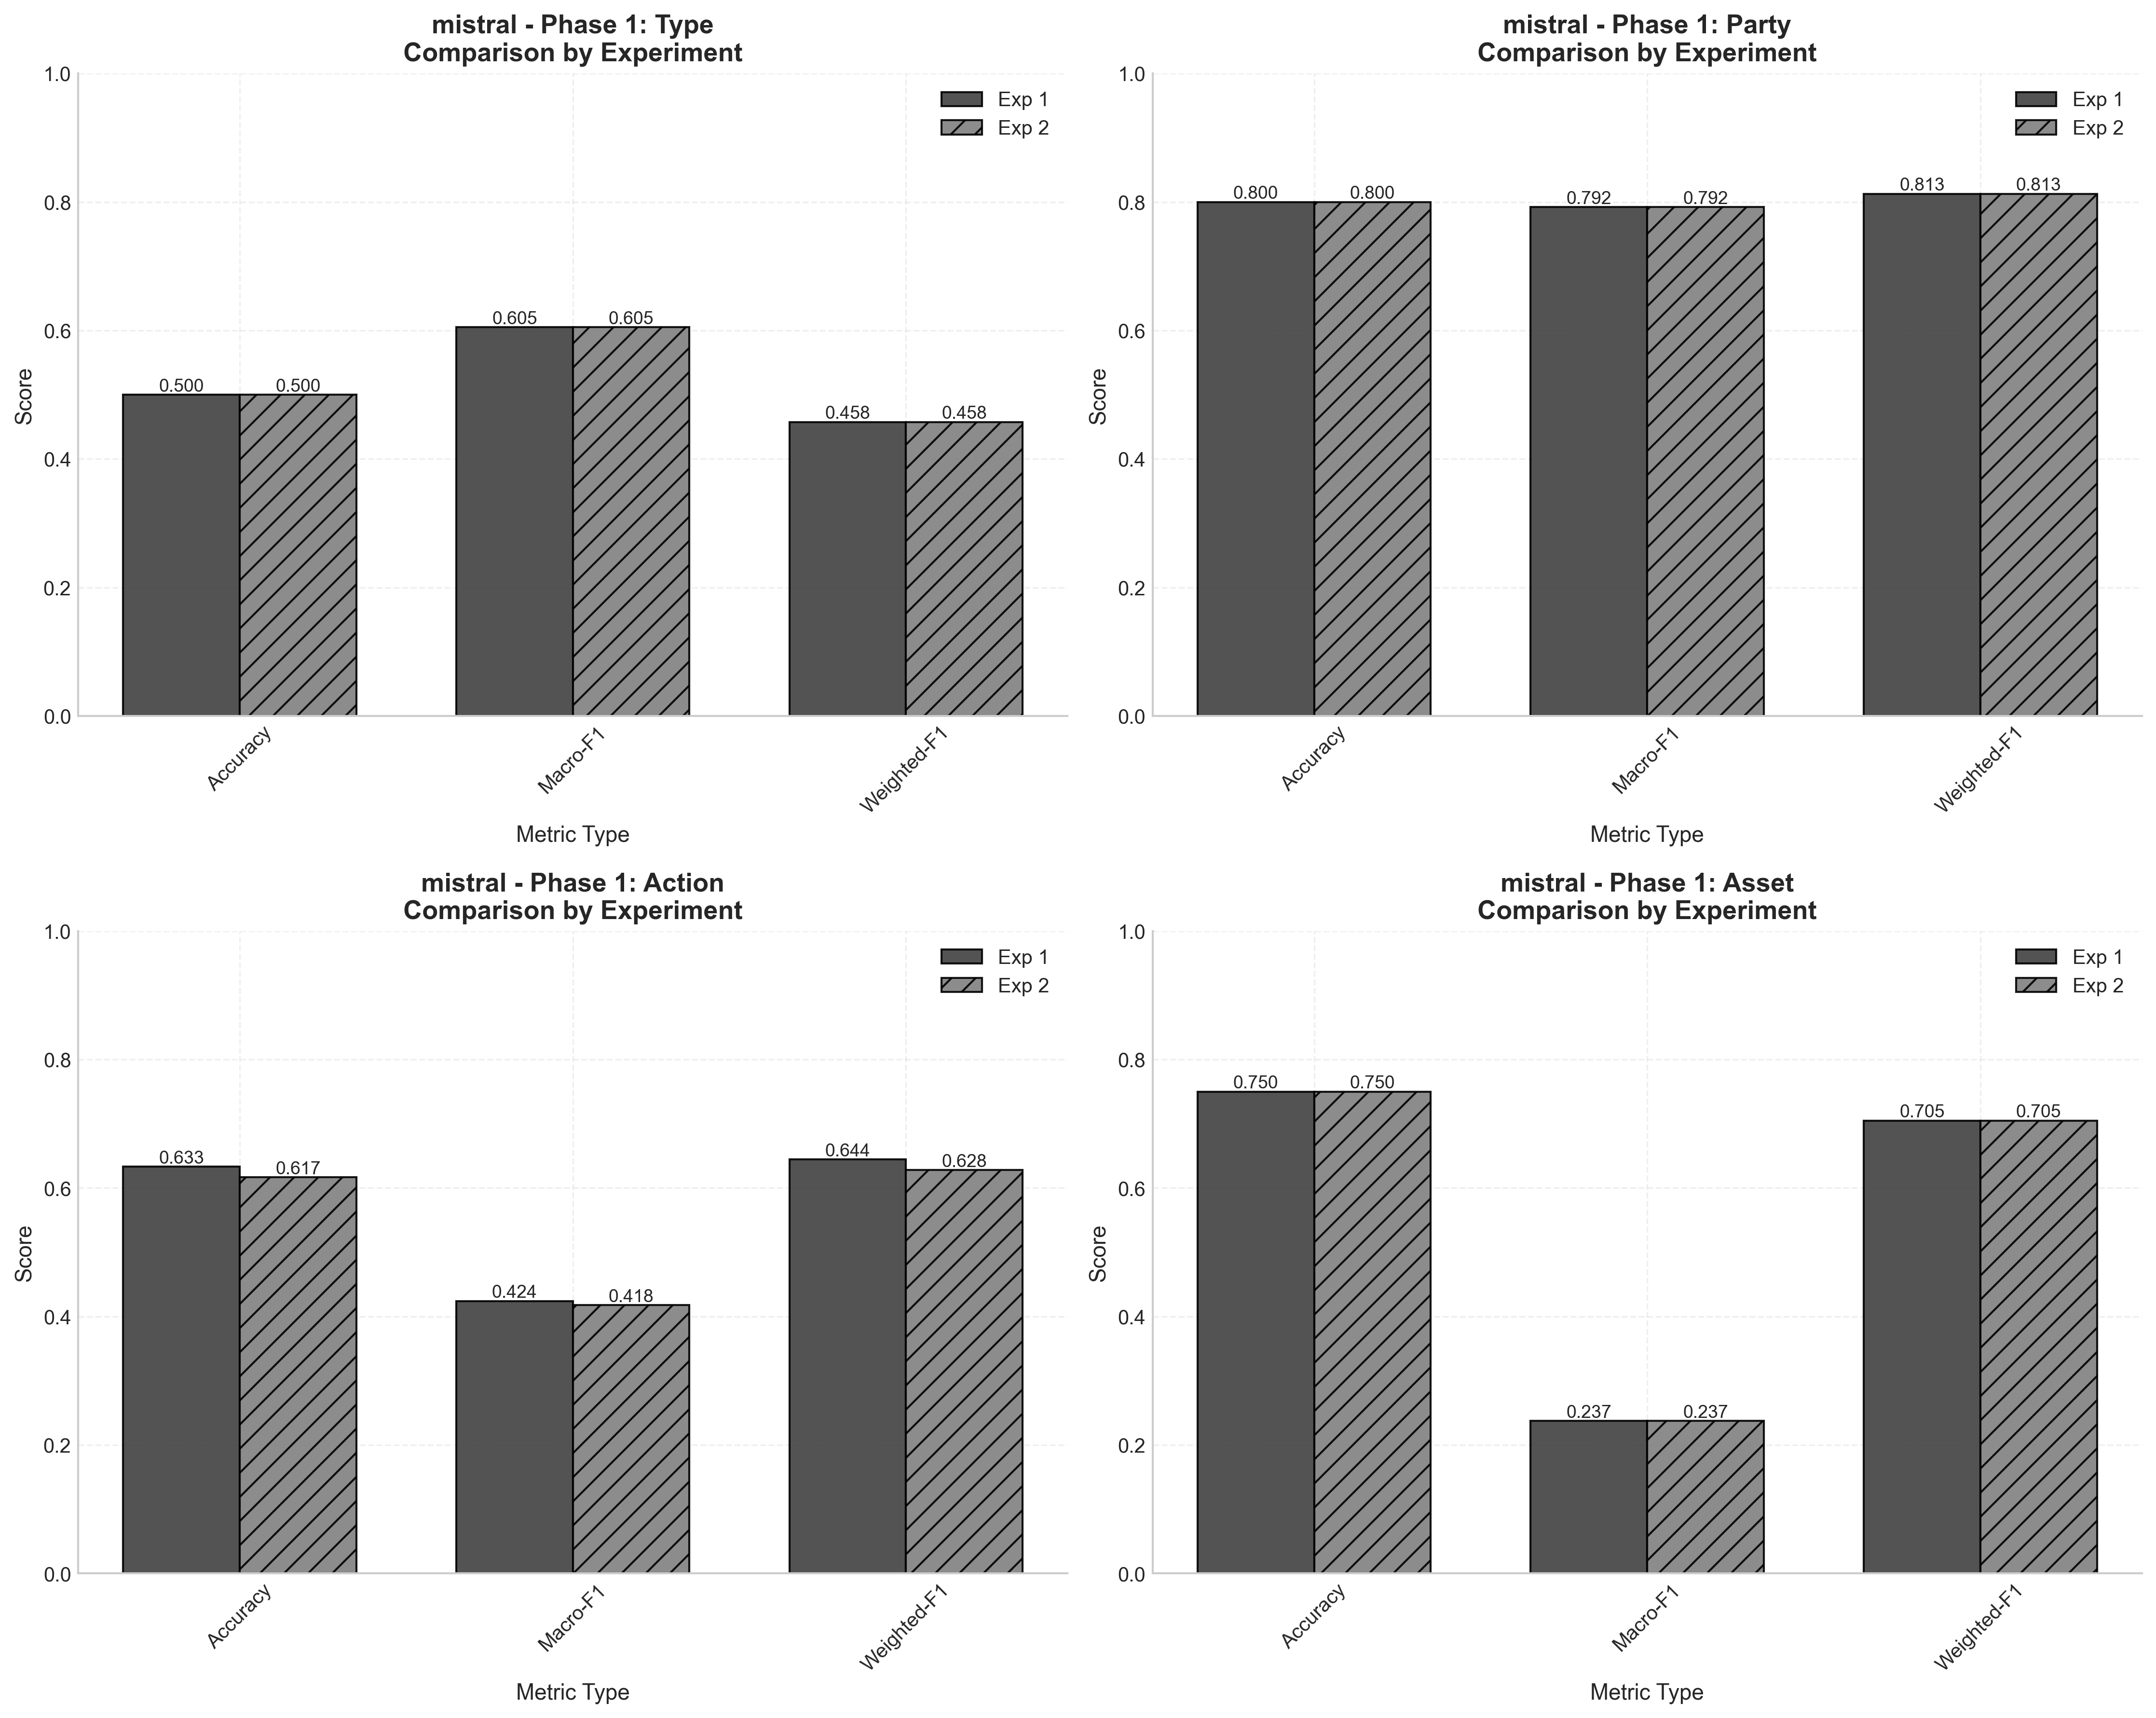 mistral - Phase 1: Type
Comparison by Experiment
1.0
0.8
0.6
0.4
0.2
0.0
Score
Exp 1
Exp 2
0.500
0.500
0.605
0.605
0.458
0.458
Accuracy
Macro-F1
Weighted-F1
Metric Type
mistral - Phase 1: Party
Comparison by Experiment
1.0
0.8
0.6
0.4
0.2
0.0
Score
Exp 1
Exp 2
0.800
0.800
0.792
0.792
0.813
0.813
Accuracy
Macro-F1
Weighted-F1
Metric Type
mistral - Phase 1: Action
Comparison by Experiment
1.0
0.8
0.6
0.4
0.2
0.0
Score
Exp 1
Exp 2
0.633
0.617
0.424
0.418
0.644
0.628
Accuracy
Macro-F1
Weighted-F1
Metric Type
mistral - Phase 1: Asset
Comparison by Experiment
1.0
0.8
0.6
0.4
0.2
0.0
Score
Exp 1
Exp 2
0.750
0.750
0.237
0.237
0.705
0.705
Accuracy
Macro-F1
Weighted-F1
Metric Type